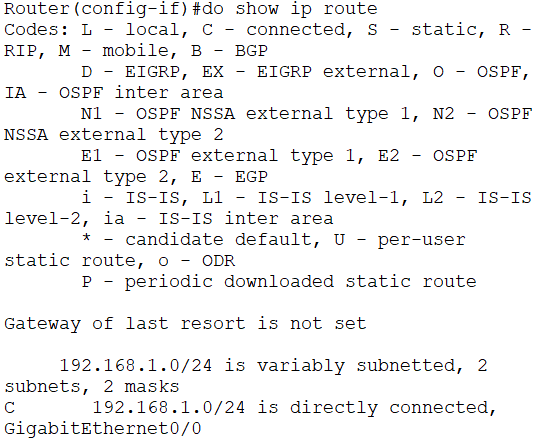 Router(config-if)#do show ip route
Codes: L - local, C - connected, S - static, R -
RIP, M - mobile, B - BGP
       D - EIGRP, EX - EIGRP external, O - OSPF,
IA - OSPF inter area
       N1 - OSPF NSSA external type 1, N2 - OSPF
NSSA external type 2
       E1 - OSPF external type 1, E2 - OSPF
external type 2, E - EGP
       i - IS-IS, L1 - IS-IS level-1, L2 - IS-IS
level-2, ia - IS-IS inter area
       * - candidate default, U - per-user
static route, o - ODR
       P - periodic downloaded static route
Gateway of last resort is not set
     192.168.1.0/24 is variably subnetted, 2
subnets, 2 masks
C       192.168.1.0/24 is directly connected,
GigabitEthernet0/0